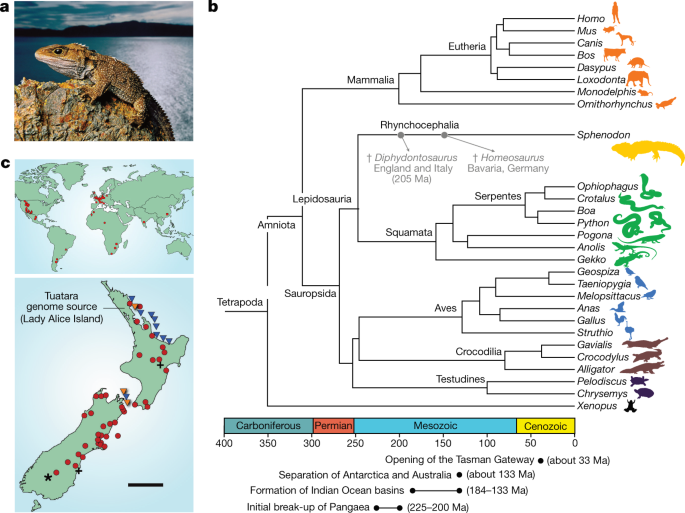 a
b
c
Homo
Mus
Canis
Eutheria
Bos
Dasypus
Loxodonta
Mammalia
Monodelphis
Ornithorhynchus
Rhynchocephalia
Sphenodon
† Diphydontosaurus
England and Italy
(205 Ma)
† Homeosaurus
Bavaria, Germany
Lepidosauria
Ophiophagus
Serpentes
Crotalus
Boa
Python
Amniota
Squamata
Pogona
Anolis
Gekko
Sauropsida
Geospiza
Taeniopygia
Melopsittacus
Aves
Anas
Gallus
Struthio
Tetrapoda
Gavialis
Crocodilia
Crocodylus
Alligator
Testudines
Pelodiscus
Chrysemys
Xenopus
Tuatara
genome source
(Lady Alice Island)
Carboniferous
Permian
Mesozoic
Cenozoic
400 350 300 250 200 150 100 50 0
Opening of the Tasman Gateway (about 33 Ma)
Separation of Antarctica and Australia (about 133 Ma)
Formation of Indian Ocean basins (184–133 Ma)
Initial break-up of Pangaea (225–200 Ma)